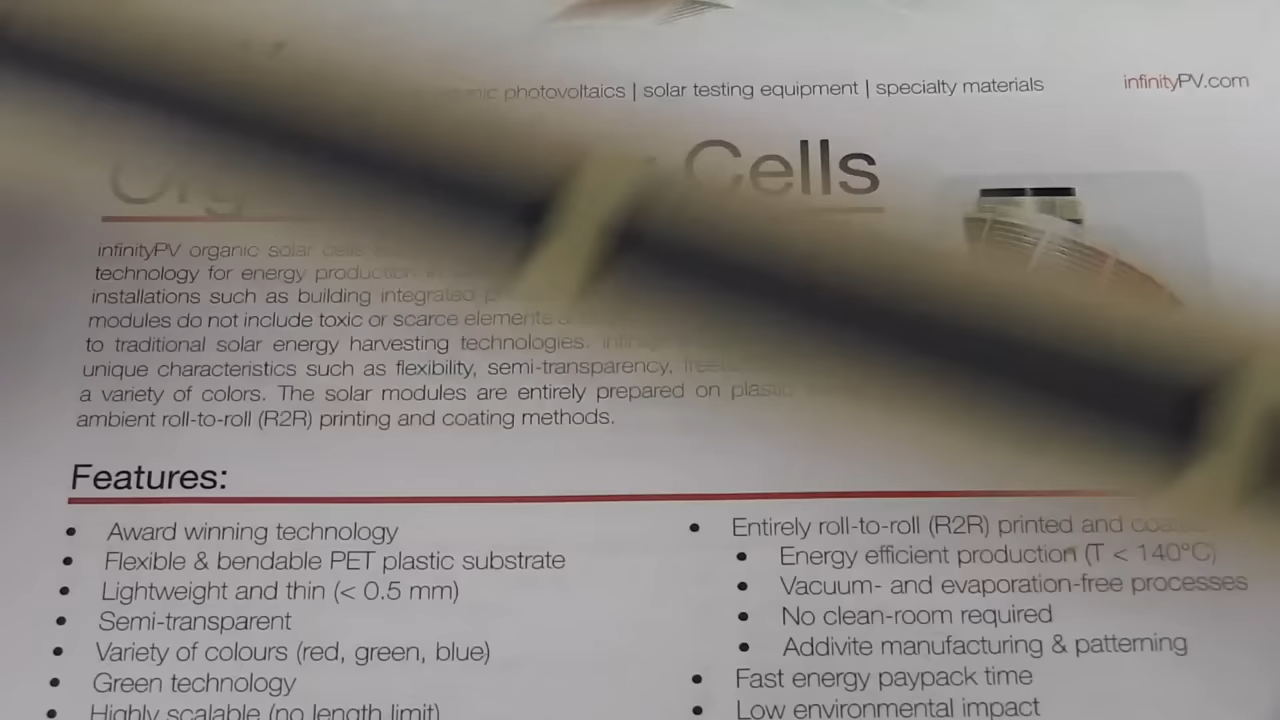 photovoltaics | solar testing equipment | specialty materials
infinityPV.com
Cells
infinityPV organic solar cells
technology for energy production in
installations such as building integrated
modules do not include toxic or scarce elements
to traditional solar energy harvesting technologies.
unique characteristics such as flexibility, semi-transparency,
a variety of colors. The solar modules are entirely prepared on plastic
ambient roll-to-roll (R2R) printing and coating methods.
Features:
• Award winning technology
• Flexible & bendable PET plastic substrate
• Lightweight and thin (< 0.5 mm)
• Semi-transparent
• Variety of colours (red, green, blue)
• Green technology
• Highly scalable (no length limit)
• Entirely roll-to-roll (R2R) printed and
• Energy efficient production (T < 140°C)
• Vacuum- and evaporation-free processes
• No clean-room required
• Addivite manufacturing & patterning
• Fast energy paypack time
• Low environmental impact